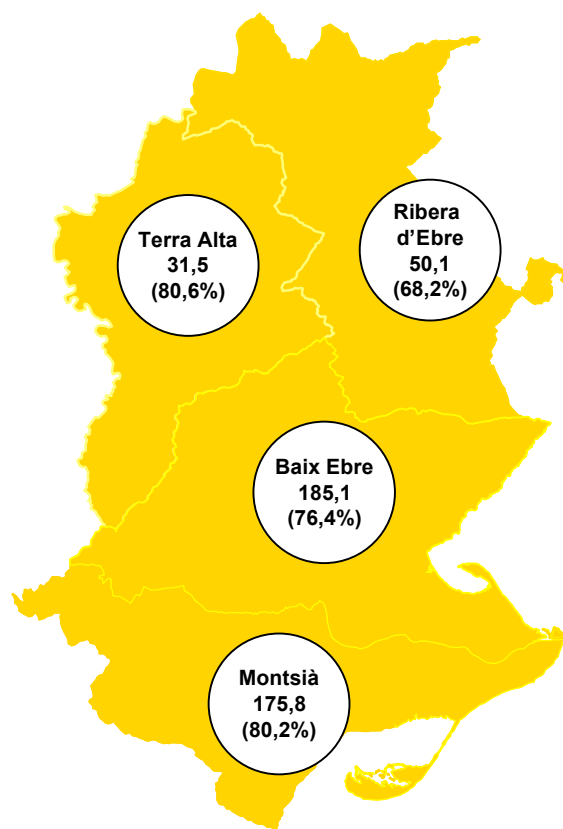 Terra Alta
31,5
(80,6%)
Ribera
d’Ebre
50,1
(68,2%)
Baix Ebre
185,1
(76,4%)
Montsià
175,8
(80,2%)